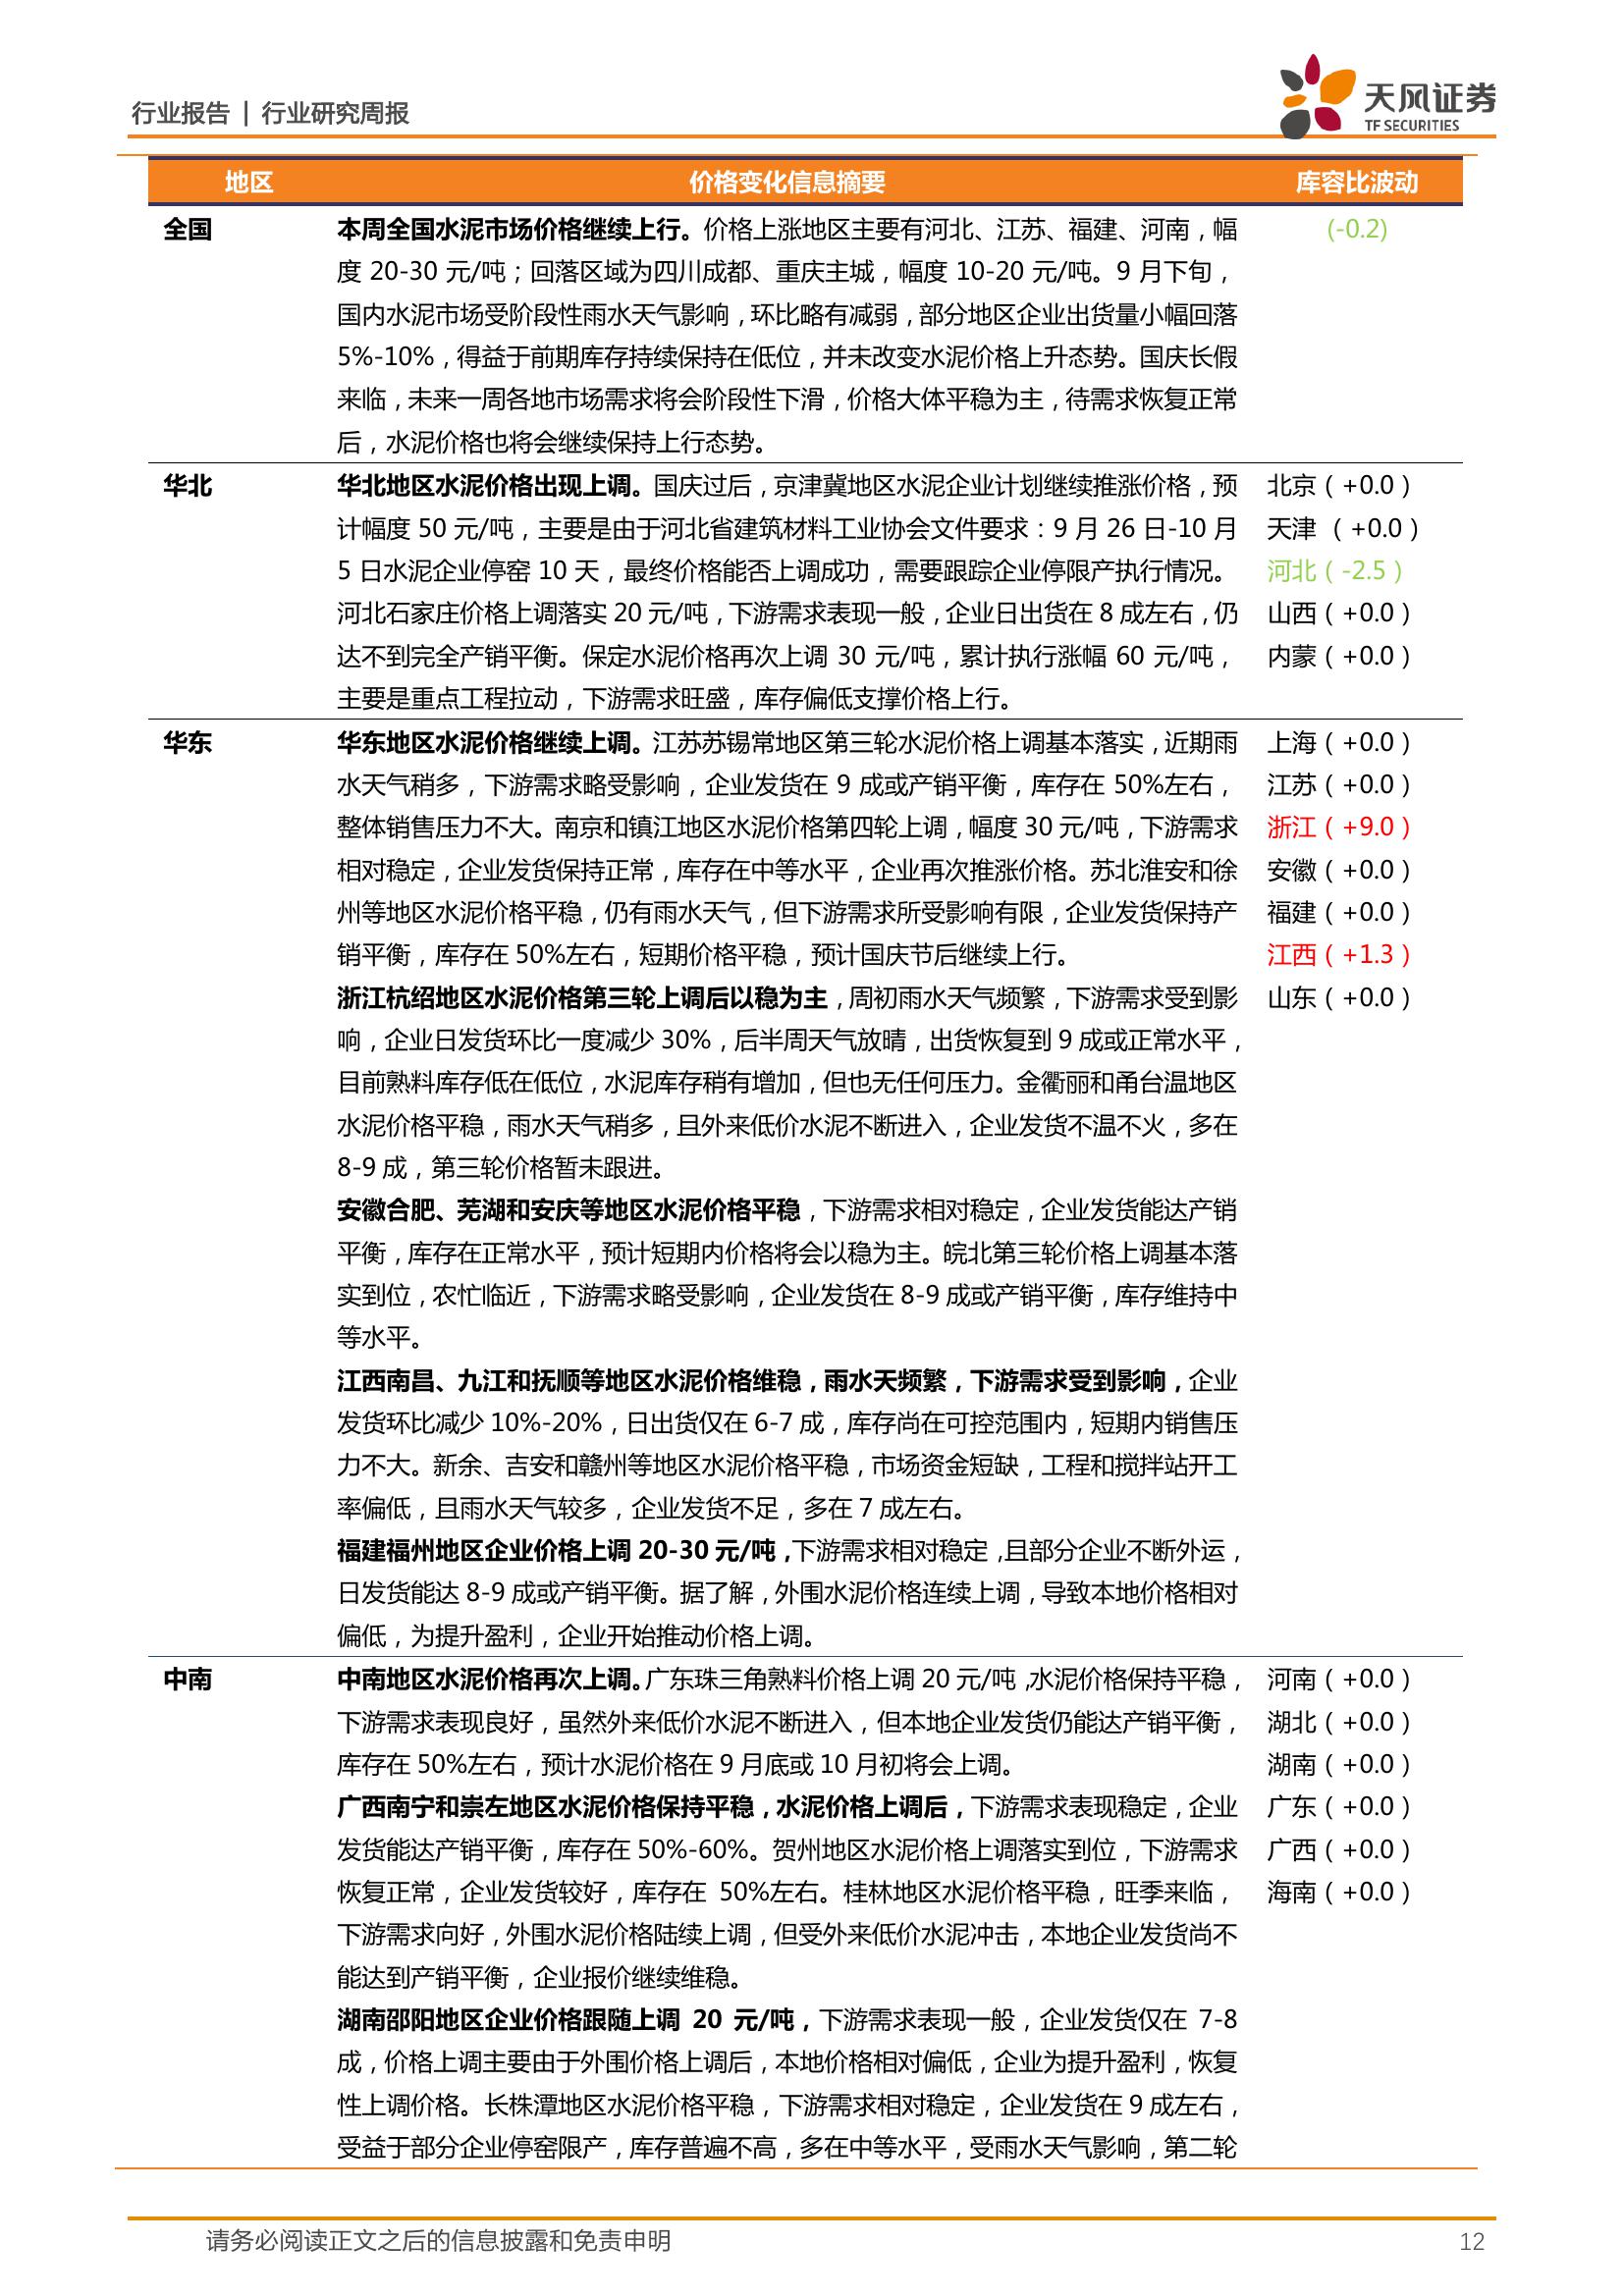 行业报告 | 行业研究周报
天风证券
TF SECURITIES
地区 价格变化信息摘要 库容比波动
全国 本周全国水泥市场价格继续上行。价格上涨地区主要有河北、江苏、福建、河南，幅 (-0.2)
度 20-30 元/吨；回落区域为四川成都、重庆主城，幅度 10-20 元/吨。9 月下旬，
国内水泥市场受阶段性雨水天气影响，环比略有减弱，部分地区企业出货量小幅回落
5%-10%，得益于前期库存持续保持在低位，并未改变水泥价格上升态势。国庆长假
来临，未来一周各地市场需求将会阶段性下滑，价格大体平稳为主，待需求恢复正常
后，水泥价格也将会继续保持上行态势。
华北 华北地区水泥价格出现上调。国庆过后，京津冀地区水泥企业计划继续推涨价格，预 北京（+0.0）
计幅度 50 元/吨，主要是由于河北省建筑材料工业协会文件要求：9 月 26 日-10 月 天津 （+0.0）
5 日水泥企业停窑 10 天，最终价格能否上调成功，需要跟踪企业停限产执行情况。 河北（-2.5）
河北石家庄价格上调落实 20 元/吨，下游需求表现一般，企业日出货在 8 成左右，仍 山西（+0.0）
达不到完全产销平衡。保定水泥价格再次上调 30 元/吨，累计执行涨幅 60 元/吨， 内蒙（+0.0）
主要是重点工程拉动，下游需求旺盛，库存偏低支撑价格上行。
华东 华东地区水泥价格继续上调。江苏苏锡常地区第三轮水泥价格上调基本落实，近期雨 上海（+0.0）
水天气稍多，下游需求略受影响，企业发货在 9 成或产销平衡，库存在 50%左右， 江苏（+0.0）
整体销售压力不大。南京和镇江地区水泥价格第四轮上调，幅度 30 元/吨，下游需求 浙江（+9.0）
相对稳定，企业发货保持正常，库存在中等水平，企业再次推涨价格。苏北淮安和徐 安徽（+0.0）
州等地区水泥价格平稳，仍有雨水天气，但下游需求所受影响有限，企业发货保持产 福建（+0.0）
销平衡，库存在 50%左右，短期价格平稳，预计国庆节后继续上行。 江西（+1.3）
浙江杭绍地区水泥价格第三轮上调后以稳为主，周初雨水天气频繁，下游需求受到影 山东（+0.0）
响，企业日发货环比一度减少 30%，后半周天气放晴，出货恢复到 9 成或正常水平，
目前熟料库存低在低位，水泥库存稍有增加，但也无任何压力。金衢丽和甬台温地区
水泥价格平稳，雨水天气稍多，且外来低价水泥不断进入，企业发货不温不火，多在
8-9 成，第三轮价格暂未跟进。
安徽合肥、芜湖和安庆等地区水泥价格平稳，下游需求相对稳定，企业发货能达产销
平衡，库存在正常水平，预计短期内价格将会以稳为主。皖北第三轮价格上调基本落
实到位，农忙临近，下游需求略受影响，企业发货在 8-9 成或产销平衡，库存维持中
等水平。
江西南昌、九江和抚顺等地区水泥价格维稳，雨水天频繁，下游需求受到影响，企业
发货环比减少 10%-20%，日出货仅在 6-7 成，库存尚在可控范围内，短期内销售压
力不大。新余、吉安和赣州等地区水泥价格平稳，市场资金短缺，工程和搅拌站开工
率偏低，且雨水天气较多，企业发货不足，多在 7 成左右。
福建福州地区企业价格上调 20-30 元/吨，下游需求相对稳定，且部分企业不断外运，
日发货能达 8-9 成或产销平衡。据了解，外围水泥价格连续上调，导致本地价格相对
偏低，为提升盈利，企业开始推动价格上调。
中南 中南地区水泥价格再次上调。广东珠三角熟料价格上调 20 元/吨，水泥价格保持平稳， 河南（+0.0）
下游需求表现良好，虽然外来低价水泥不断进入，但本地企业发货仍能达产销平衡， 湖北（+0.0）
库存在 50%左右，预计水泥价格在 9 月底或 10 月初将会上调。 湖南（+0.0）
广西南宁和崇左地区水泥价格保持平稳，水泥价格上调后，下游需求表现稳定，企业 广东（+0.0）
发货能达产销平衡，库存在 50%-60%。贺州地区水泥价格上调落实到位，下游需求 广西（+0.0）
恢复正常，企业发货较好，库存在 50%左右。桂林地区水泥价格平稳，旺季来临， 海南（+0.0）
下游需求向好，外围水泥价格陆续上调，但受外来低价水泥冲击，本地企业发货尚不
能达到产销平衡，企业报价继续维稳。
湖南邵阳地区企业价格跟随上调 20 元/吨，下游需求表现一般，企业发货仅在 7-8
成，价格上调主要由于外围价格上调后，本地价格相对偏低，企业为提升盈利，恢复
性上调价格。长株潭地区水泥价格平稳，下游需求相对稳定，企业发货在 9 成左右，
受益于部分企业停窑限产，库存普遍不高，多在中等水平，受雨水天气影响，第二轮
请务必阅读正文之后的信息披露和免责申明 12